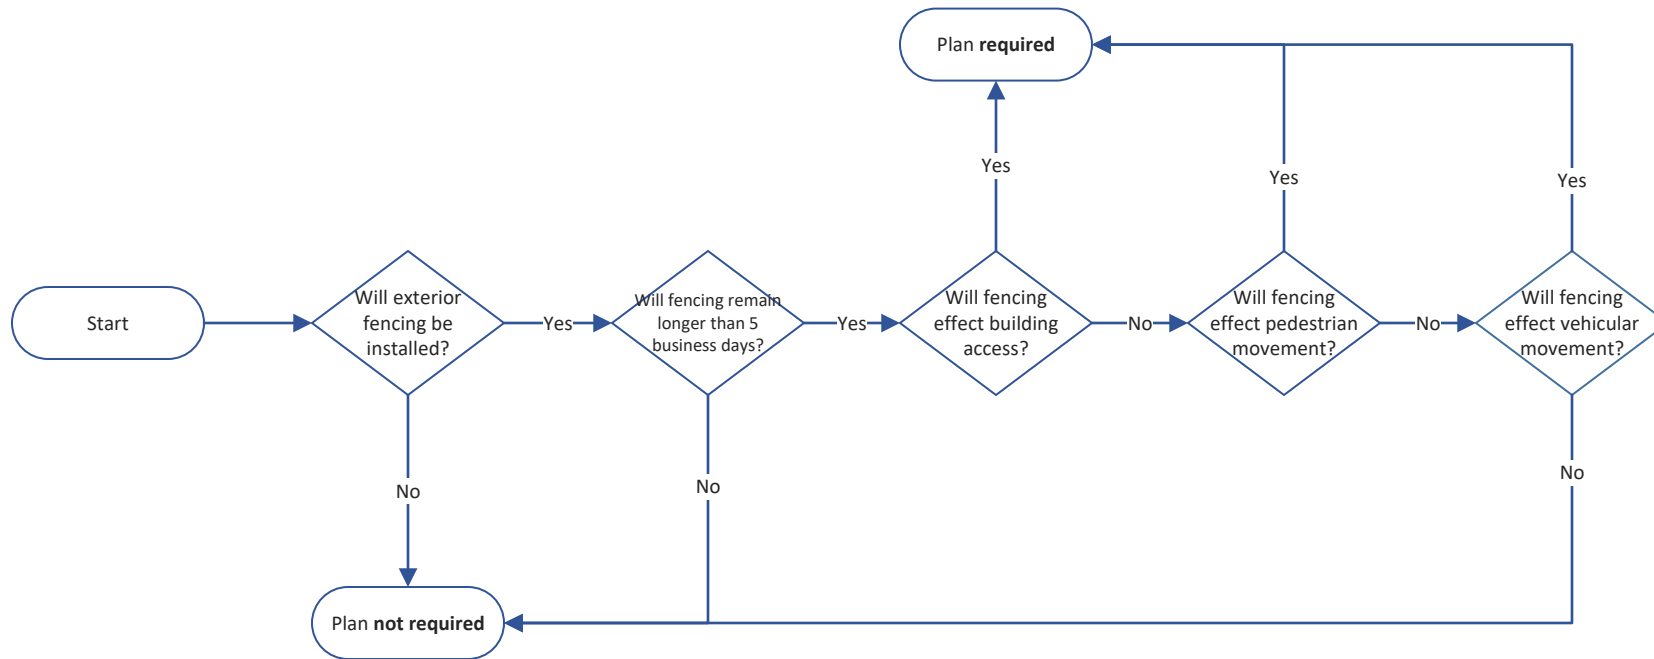 Plan required
Yes
Yes
Yes
Start
Will exterior
fencing be
installed?
Yes
Will fencing remain
longer than 5
business days?
Yes
Will fencing
effect building
access?
No
Will fencing
effect pedestrian
movement?
No
Will fencing
effect vehicular
movement?
No
No
No
Plan not required